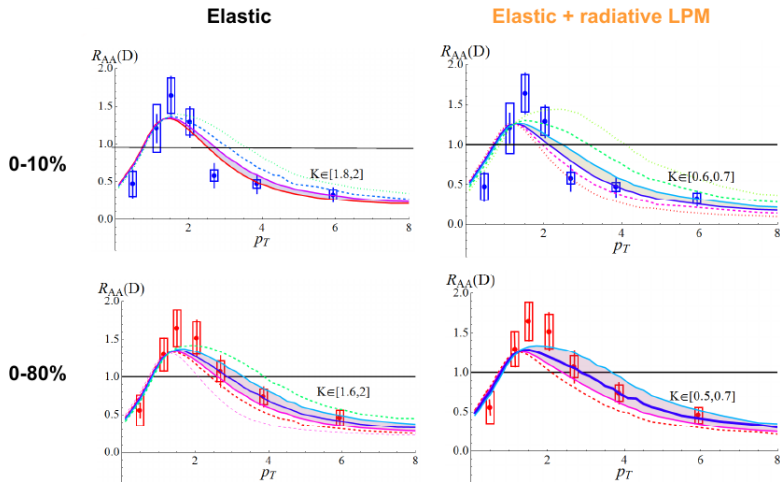 Elastic
Elastic + radiative LPM
0-10%
R_AA(D)
2.0
1.5
1.0
0.5
0.0
K∈[1.8,2]
2 4 6 8
p_T
R_AA(D)
2.0
1.5
1.0
0.5
0.0
K∈[0.6,0.7]
0 2 4 6 8
p_T
0-80%
R_AA(D)
2.0
1.5
1.0
0.5
K∈[1.6,2]
2 4 6 8
p_T
R_AA(D)
2.0
1.5
1.0
0.5
K∈[0.5,0.7]
2 4 6 8
p_T